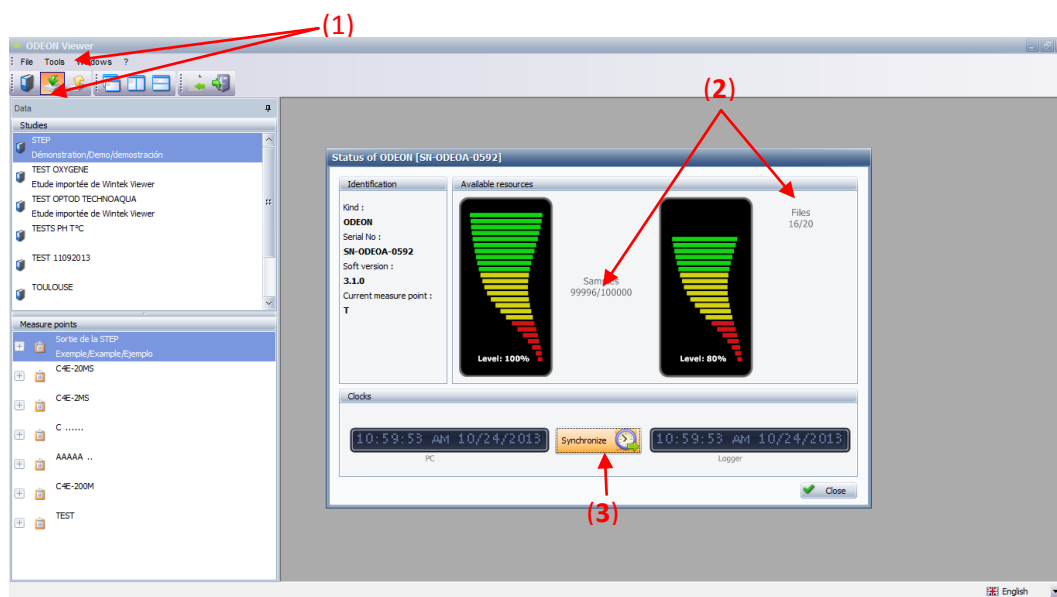 (1)
ODEON Viewer
File Tools Windows ?
(2)
Data
Studies
STEP
Démonstration/Demo/demostración
TEST OXYGENE
Etude importée de Wintek Viewer
TEST OPTOD TECHNOAQUA
Etude importée de Wintek Viewer
TESTS PH T°C
TEST 11092013
TOULOUSE
Measure points
Sortie de la STEP
Exemple/Example/Ejemplo
C4E-20MS
C4E-2MS
C ......
AAAAA ..
C4E-200M
TEST
Status of ODEON [SN-ODEOA-0592]
Identification
Kind :
ODEON
Serial No :
SN-ODEOA-0592
Soft version :
3.1.0
Current measure point :
T
Available resources
Level: 100%
Samples
99996/100000
Level: 80%
Files
16/20
Clocks
10:59:53 AM 10/24/2013
PC
Synchronize
10:59:53 AM 10/24/2013
Logger
Close
(3)
English